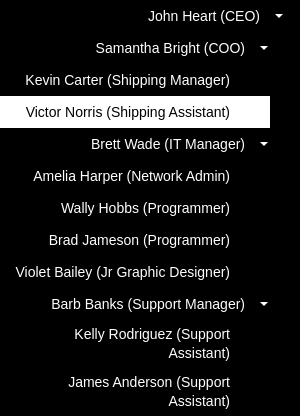 John Heart (CEO)
Samantha Bright (COO)
Kevin Carter (Shipping Manager)
Victor Norris (Shipping Assistant)
Brett Wade (IT Manager)
Amelia Harper (Network Admin)
Wally Hobbs (Programmer)
Brad Jameson (Programmer)
Violet Bailey (Jr Graphic Designer)
Barb Banks (Support Manager)
Kelly Rodriguez (Support
Assistant)
James Anderson (Support
Assistant)